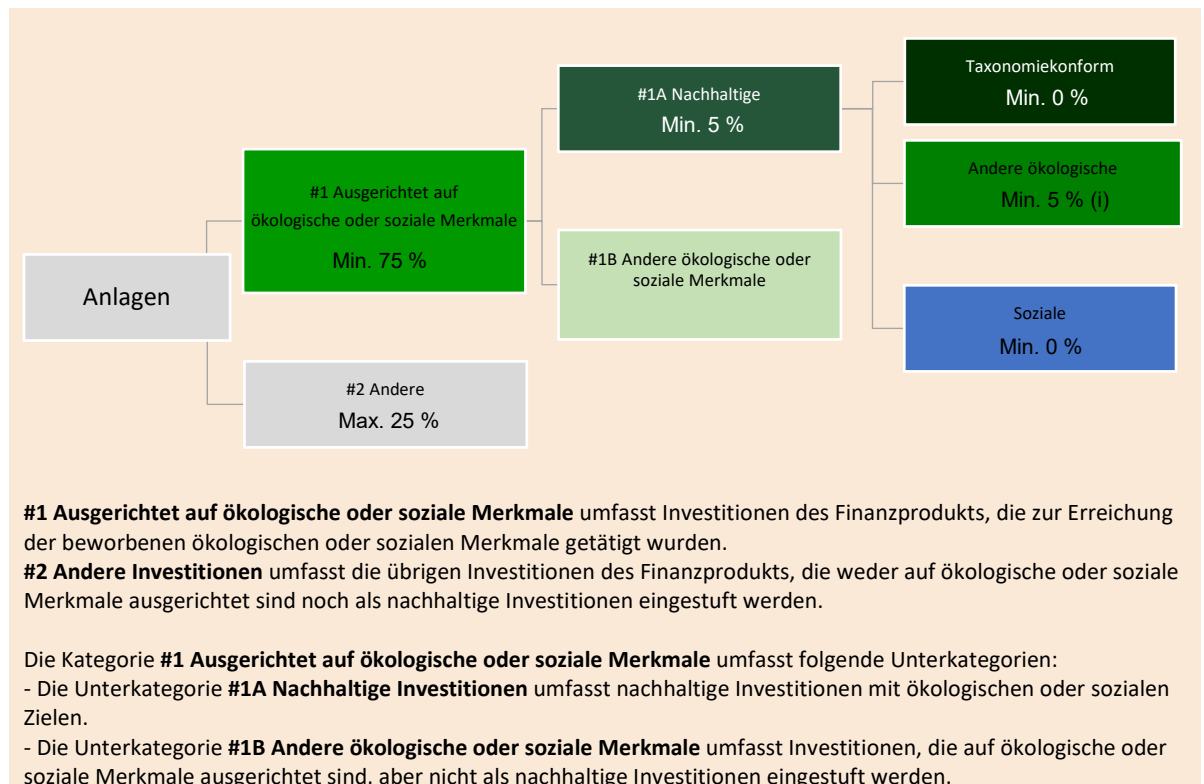 Taxonomiekonform
Min. 0 %
#1A Nachhaltige
Min. 5 %
Andere ökologische
Min. 5 % (i)
#1 Ausgerichtet auf
ökologische oder soziale Merkmale
Min. 75 %
#1B Andere ökologische oder
soziale Merkmale
Anlagen
Soziale
Min. 0 %
#2 Andere
Max. 25 %
#1 Ausgerichtet auf ökologische oder soziale Merkmale umfasst Investitionen des Finanzprodukts, die zur Erreichung
der beworbenen ökologischen oder sozialen Merkmale getätigt wurden.
#2 Andere Investitionen umfasst die übrigen Investitionen des Finanzprodukts, die weder auf ökologische oder soziale
Merkmale ausgerichtet sind noch als nachhaltige Investitionen eingestuft werden.
Die Kategorie #1 Ausgerichtet auf ökologische oder soziale Merkmale umfasst folgende Unterkategorien:
- Die Unterkategorie #1A Nachhaltige Investitionen umfasst nachhaltige Investitionen mit ökologischen oder sozialen
Zielen.
- Die Unterkategorie #1B Andere ökologische oder soziale Merkmale umfasst Investitionen, die auf ökologische oder
soziale Merkmale ausgerichtet sind, aber nicht als nachhaltige Investitionen eingestuft werden.